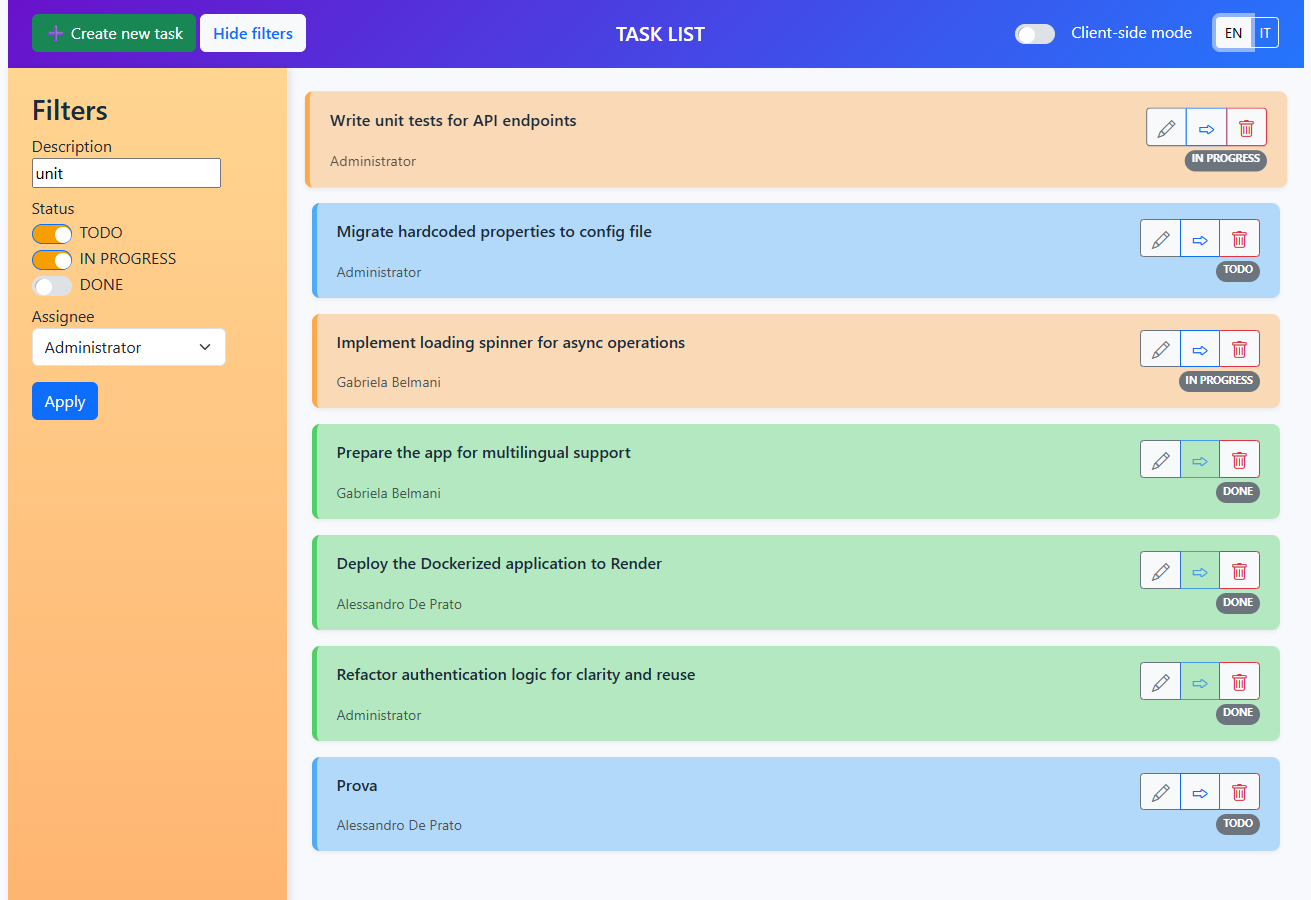 ➕ Create new task
Hide filters
TASK LIST
Client-side mode
EN
IT
Filters
Description
unit
Status
TODO
IN PROGRESS
DONE
Assignee
Administrator
Apply
Write unit tests for API endpoints
Administrator
IN PROGRESS
Migrate hardcoded properties to config file
Administrator
TODO
Implement loading spinner for async operations
Gabriela Belmani
IN PROGRESS
Prepare the app for multilingual support
Gabriela Belmani
DONE
Deploy the Dockerized application to Render
Alessandro De Prato
DONE
Refactor authentication logic for clarity and reuse
Administrator
DONE
Prova
Alessandro De Prato
TODO